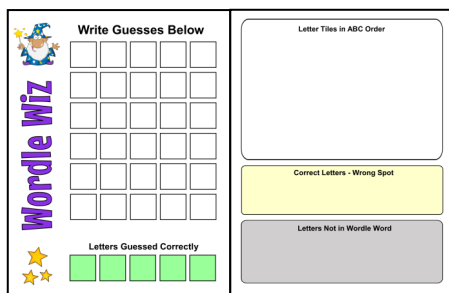 Wordle Wiz
Write Guesses Below
Letters Guessed Correctly
Letter Tiles in ABC Order
Correct Letters - Wrong Spot
Letters Not in Wordle Word